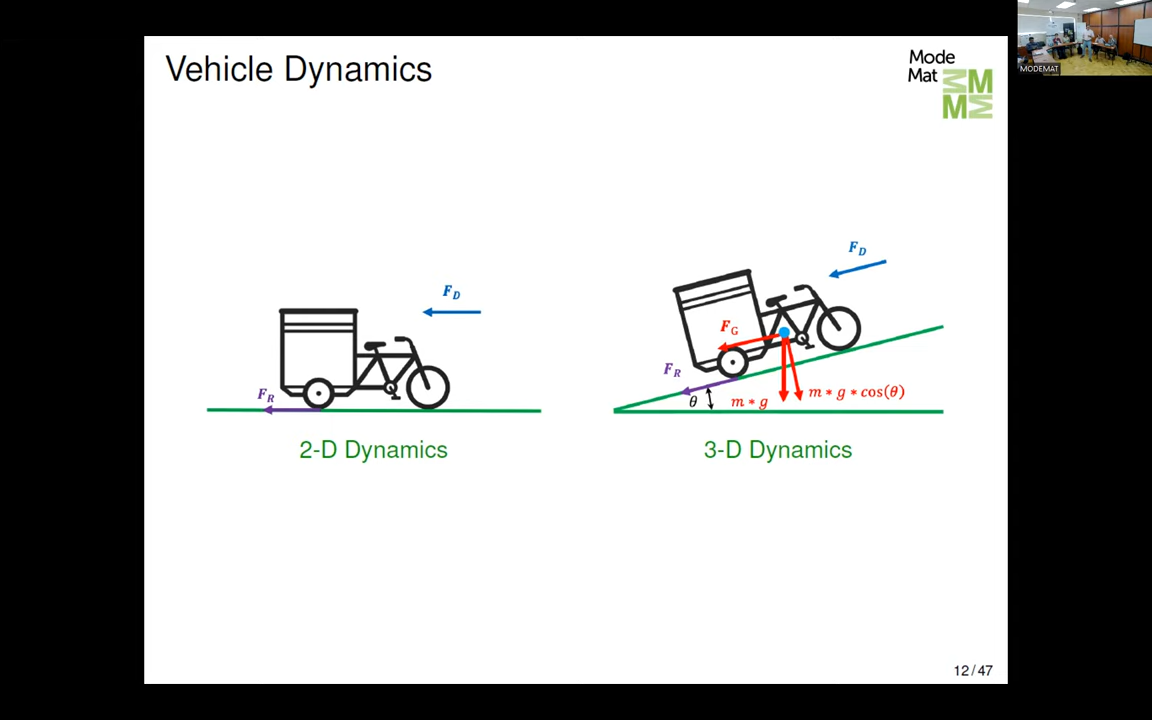 Vehicle Dynamics
Mode
Mat
M
M
MODEMAT
F_D
F_R
2-D Dynamics
F_D
F_G
F_R
θ
m ∗ g
m ∗ g ∗ cos(θ)
3-D Dynamics
12 / 47